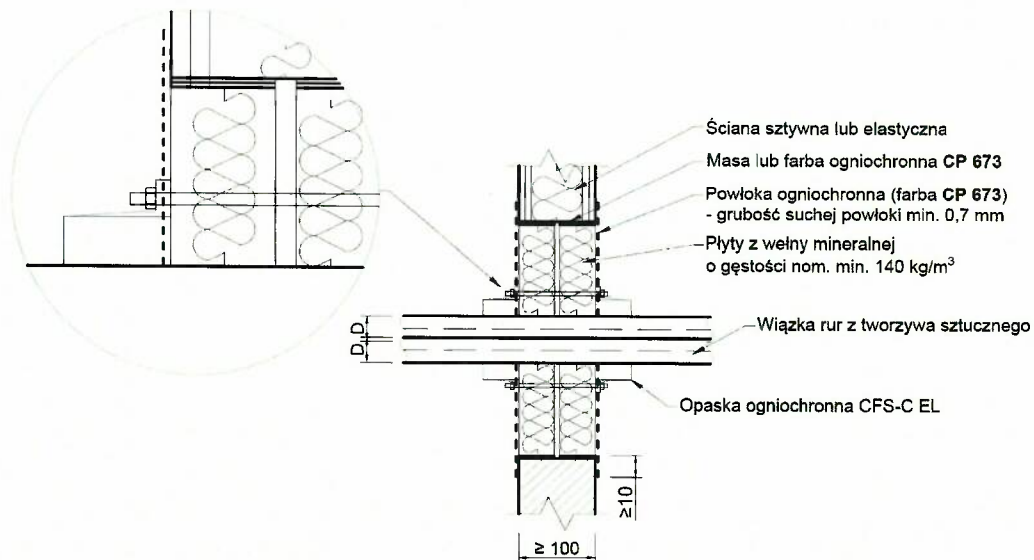 Ściana sztywna lub elastyczna
Masa lub farba ogniochronna CP 673
Powłoka ogniochronna (farba CP 673)
- grubość suchej powłoki min. 0,7 mm
Płyty z wełny mineralnej
o gęstości nom. min. 140 kg/m³
D
D
Wiązka rur z tworzywa sztucznego
Opaska ogniochronna CFS-C EL
≥10
≥ 100